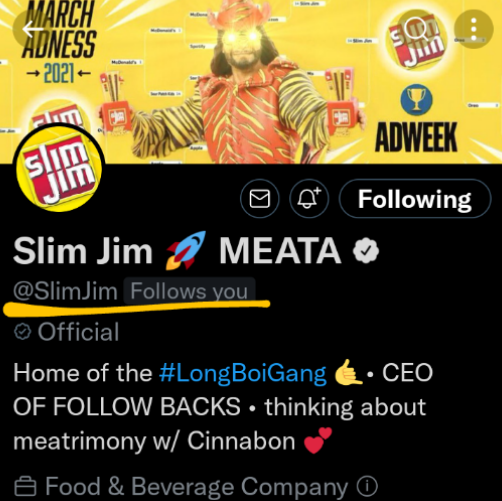 MARCH
ADNESS
→ 2021 ←
McDonald's
Slim Jim
Slim Jim
ADWEEK
slim
Jim
Following
Slim Jim 🚀 MEATA
@SlimJim Follows you
Official
Home of the #LongBoiGang 🤙 • CEO
OF FOLLOW BACKS • thinking about
meatrimony w/ Cinnabon 💕
Food & Beverage Company